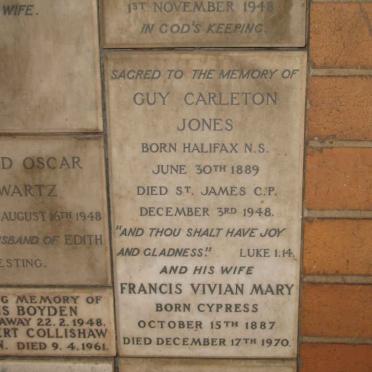 WIFE.
1ST NOVEMBER 1948
IN GOD'S KEEPING.
SACRED TO THE MEMORY OF
GUY CARLETON
JONES
BORN HALIFAX N.S.
JUNE 30TH 1889
DIED ST. JAMES C.P.
DECEMBER 3RD 1948.
"AND THOU SHALT HAVE JOY
AND GLADNESS." LUKE 1.14.
AND HIS WIFE
FRANCIS VIVIAN MARY
BORN CYPRESS
OCTOBER 15TH 1887
DIED DECEMBER 17TH 1970.
D OSCAR
WARTZ
AUGUST 16TH 1948
SBAND OF EDITH
ESTING.
NG MEMORY OF
S BOYDEN
AWAY 22. 2. 1948.
ERT COLLISHAW
N. DIED 9. 4. 1961.